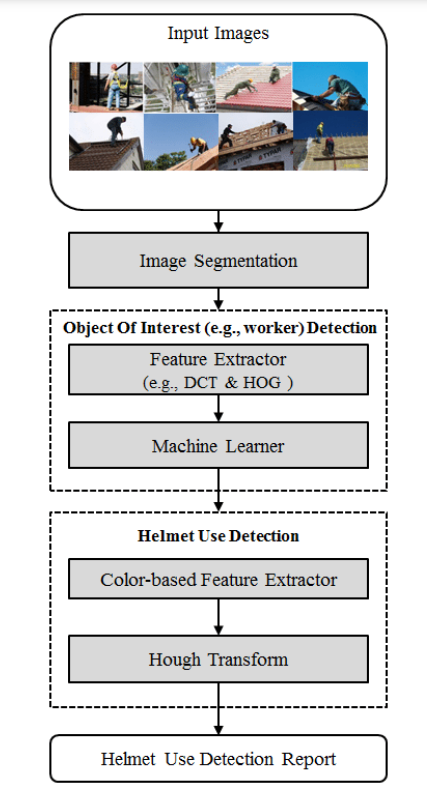 Input Images
Image Segmentation
Object Of Interest (e.g., worker) Detection
Feature Extractor
(e.g., DCT & HOG )
Machine Learner
Helmet Use Detection
Color-based Feature Extractor
Hough Transform
Helmet Use Detection Report